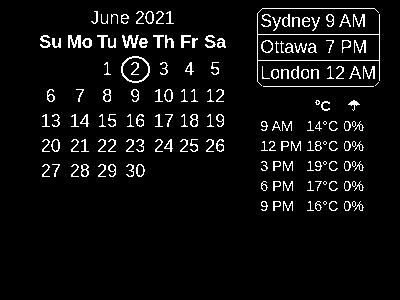 June 2021
Su Mo Tu We Th Fr Sa
1 2 3 4 5
6 7 8 9 10 11 12
13 14 15 16 17 18 19
20 21 22 23 24 25 26
27 28 29 30
Sydney 9 AM
Ottawa 7 PM
London 12 AM
°C
9 AM 14°C 0%
12 PM 16°C 0%
3 PM 19°C 0%
6 PM 17°C 0%
9 PM 16°C 0%